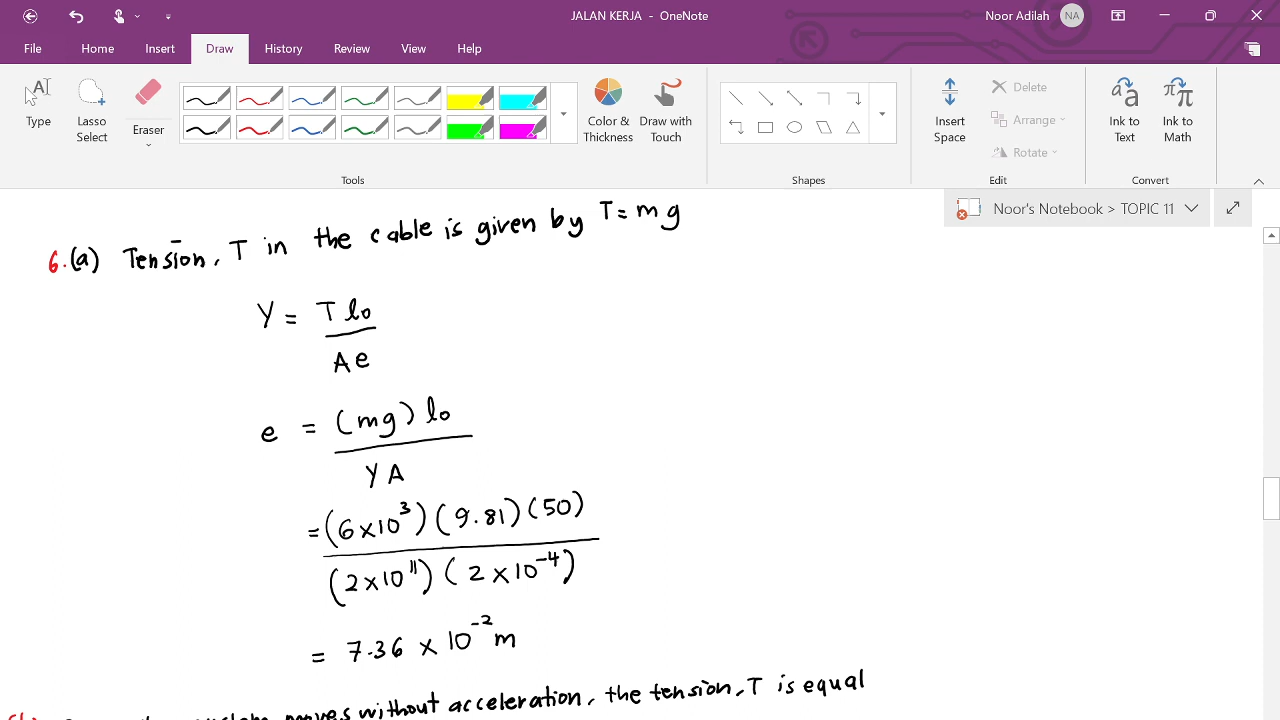 JALAN KERJA - OneNote
Noor Adilah NA
File Home Insert Draw History Review View Help
Type
Lasso Select
Eraser
Color & Thickness
Draw with Touch
Insert Space
Delete
Arrange
Rotate
Ink to Text
Ink to Math
Tools Shapes Edit Convert
Noor's Notebook > TOPIC 11
6.(a) Tension, T in the cable is given by T = mg
Y = T l₀
A e
e = (mg) l₀
Y A
= (6 x 10³) (9.81) (50)
(2 x 10¹¹) (2 x 10⁻⁴)
= 7.36 x 10⁻² m
moves without acceleration, the tension, T is equal